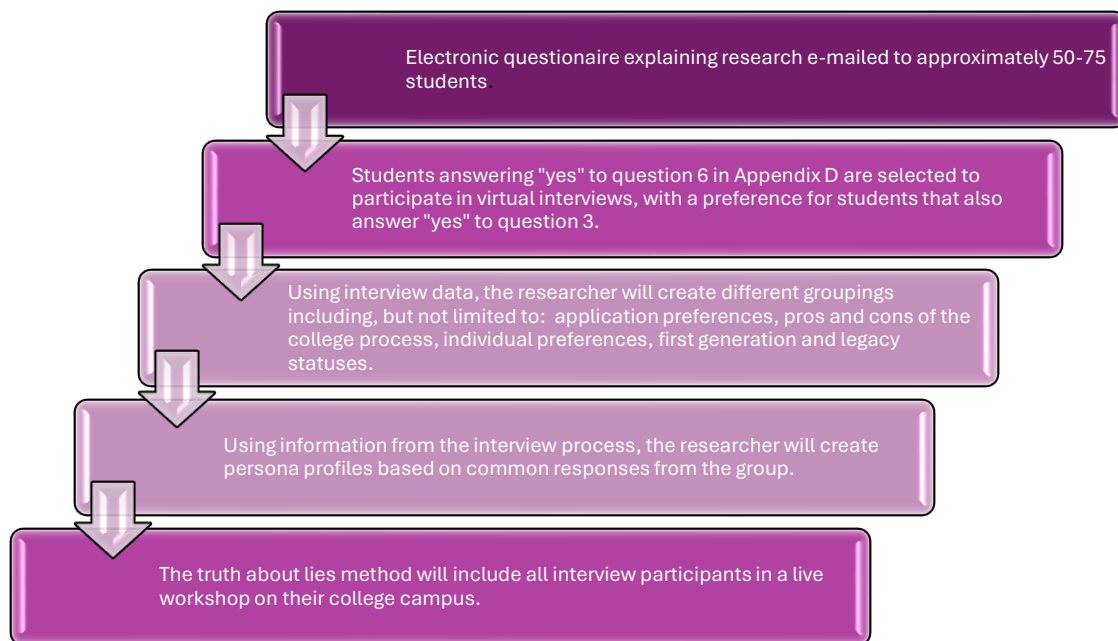 Electronic questionaire explaining research e-mailed to approximately 50-75
students.
Students answering "yes" to question 6 in Appendix D are selected to
participate in virtual interviews, with a preference for students that also
answer "yes" to question 3.
Using interview data, the researcher will create different groupings
including, but not limited to:  application preferences, pros and cons of the
college process, individual preferences, first generation and legacy
statuses.
Using information from the interview process, the researcher will create
persona profiles based on common responses from the group.
The truth about lies method will include all interview participants in a live
workshop on their college campus.